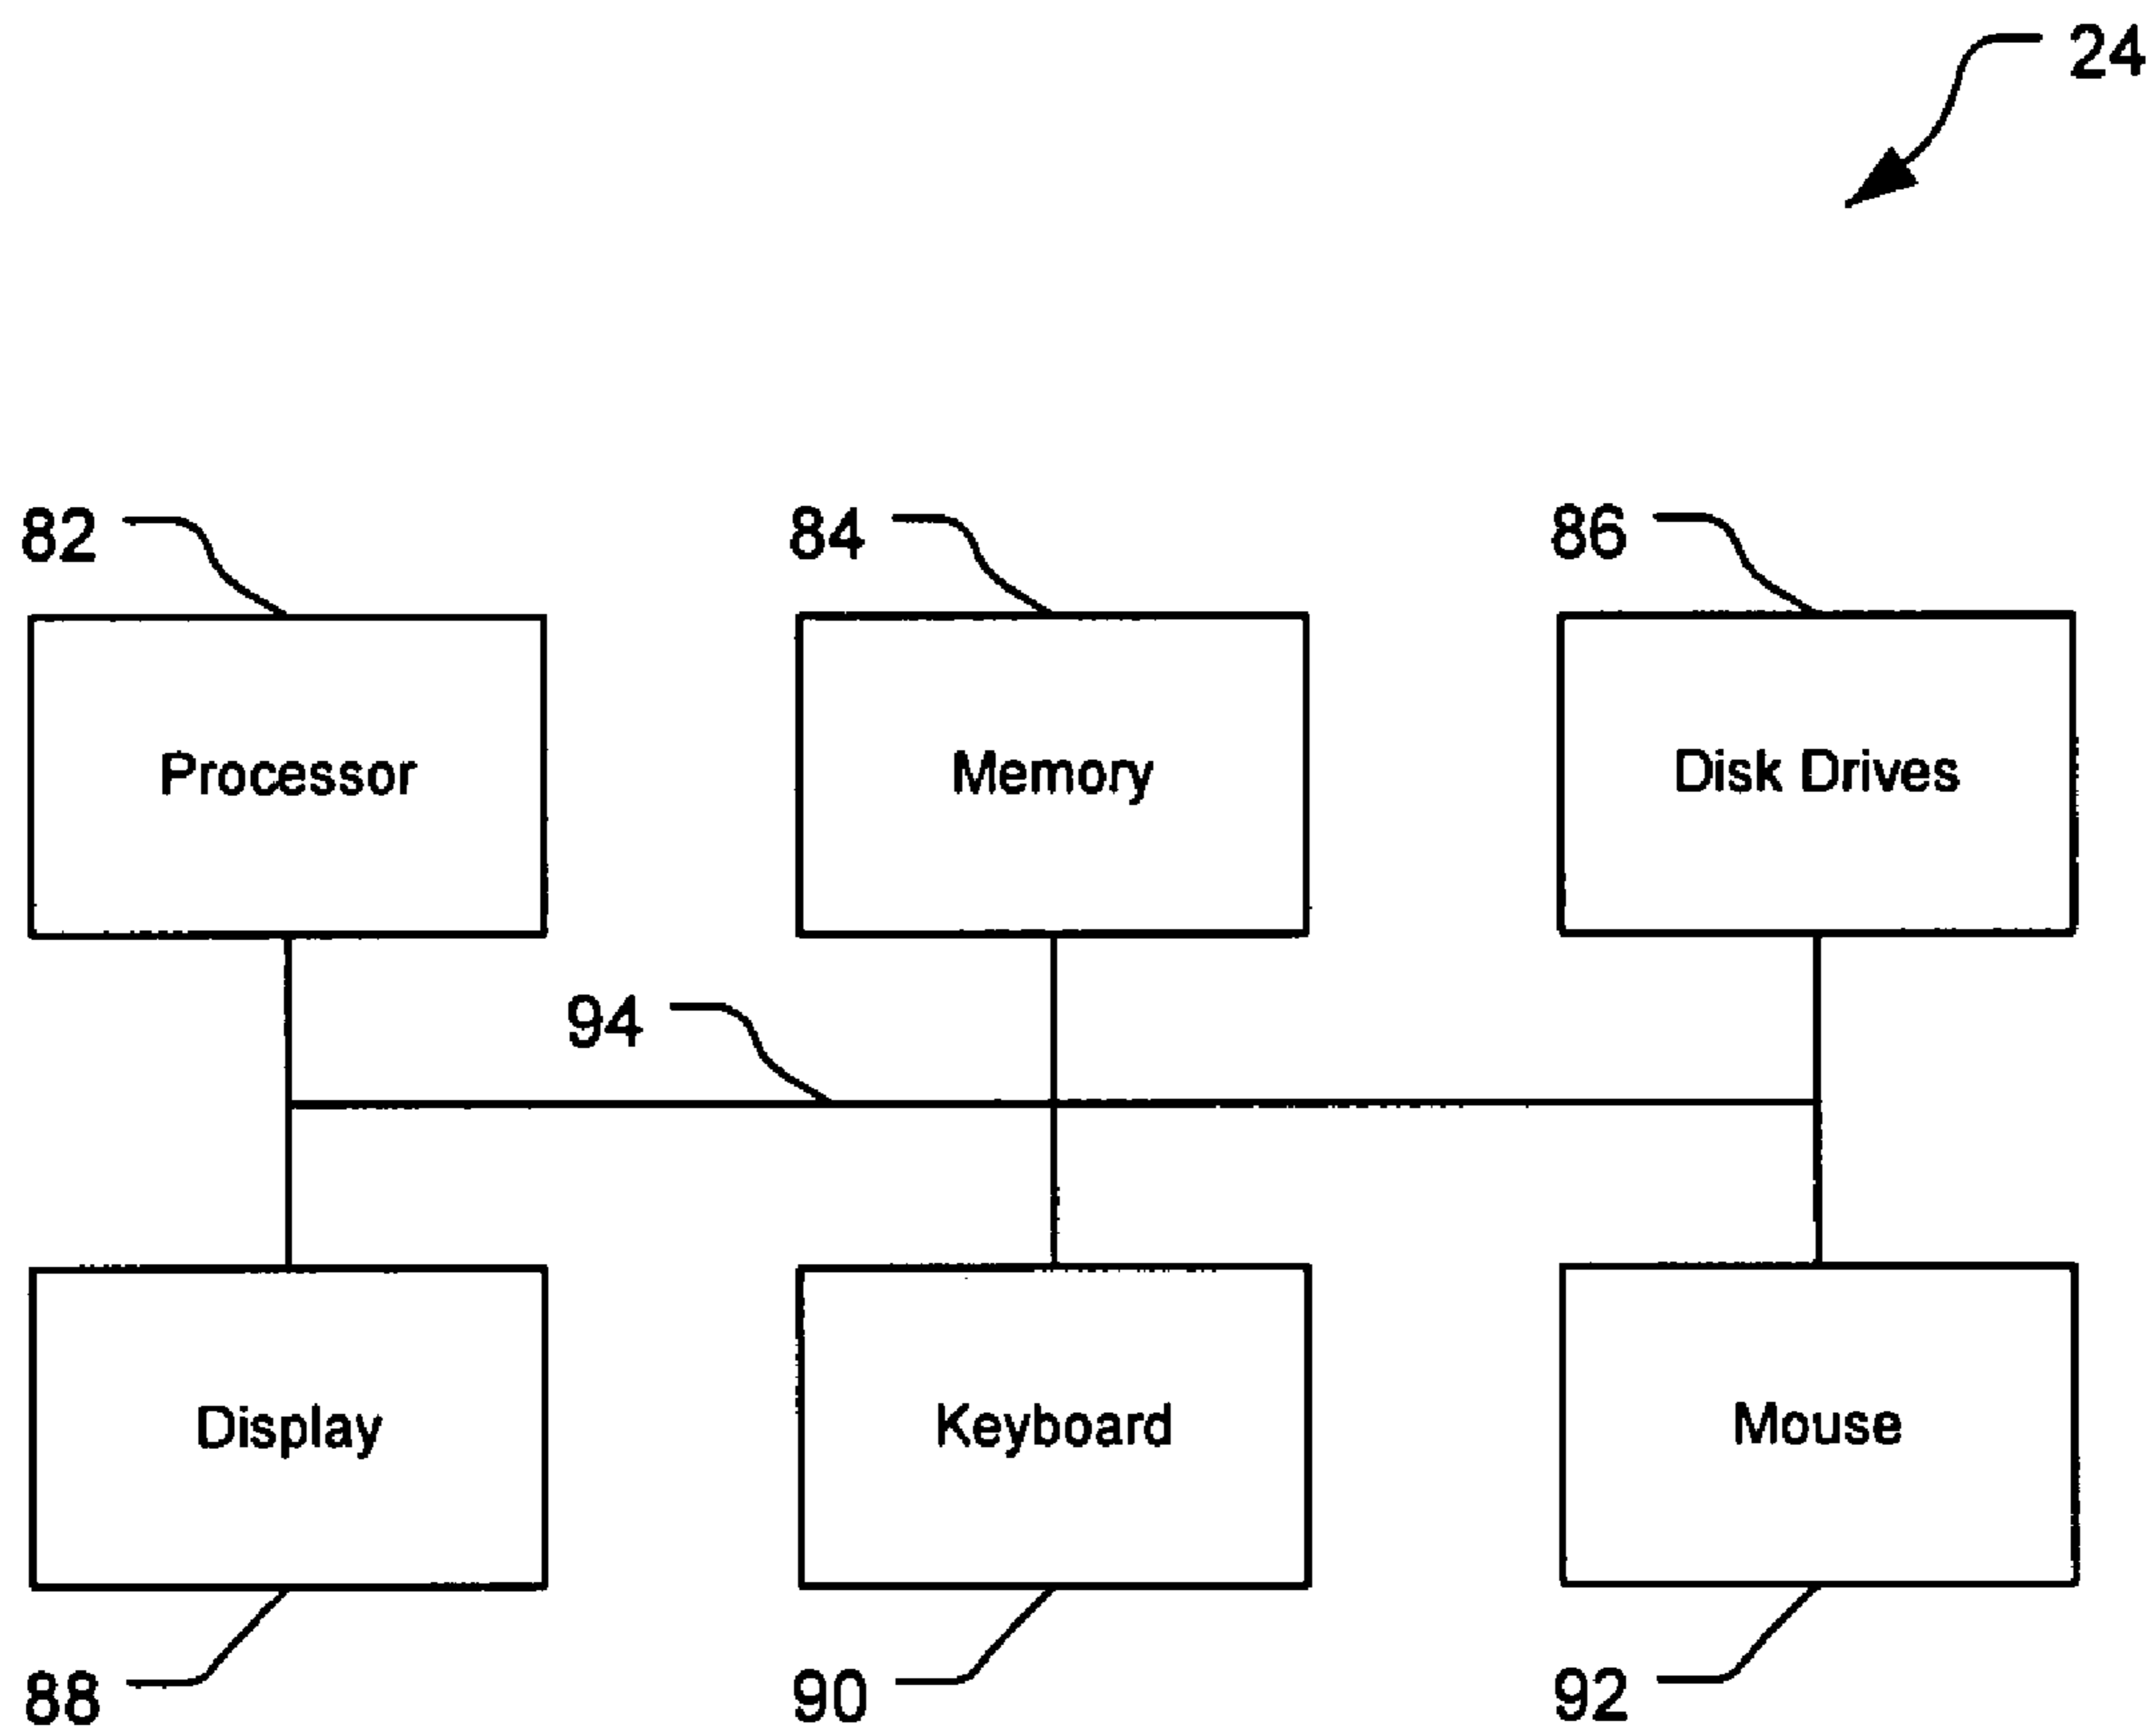 24
82
84
86
Processor
Memory
Disk Drives
94
Display
Keyboard
Mouse
88
90
92